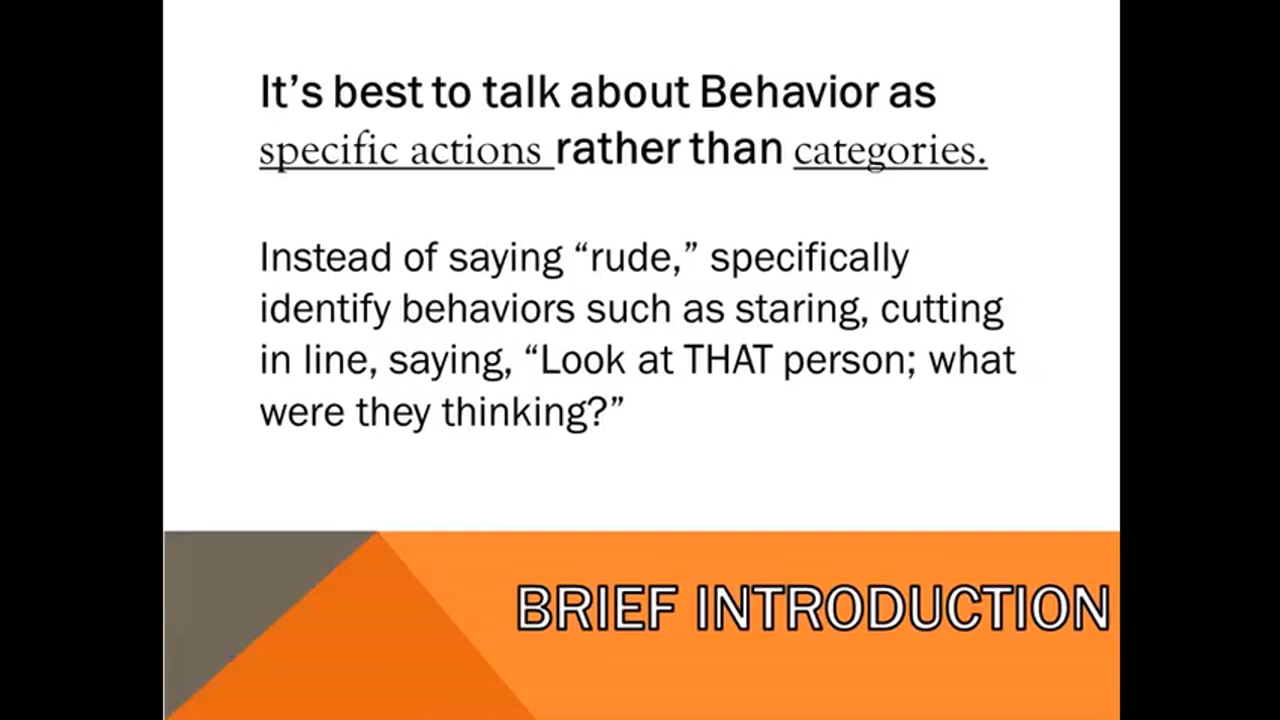 It’s best to talk about Behavior as
specific actions rather than categories.
Instead of saying “rude,” specifically
identify behaviors such as staring, cutting
in line, saying, “Look at THAT person; what
were they thinking?”
BRIEF INTRODUCTION